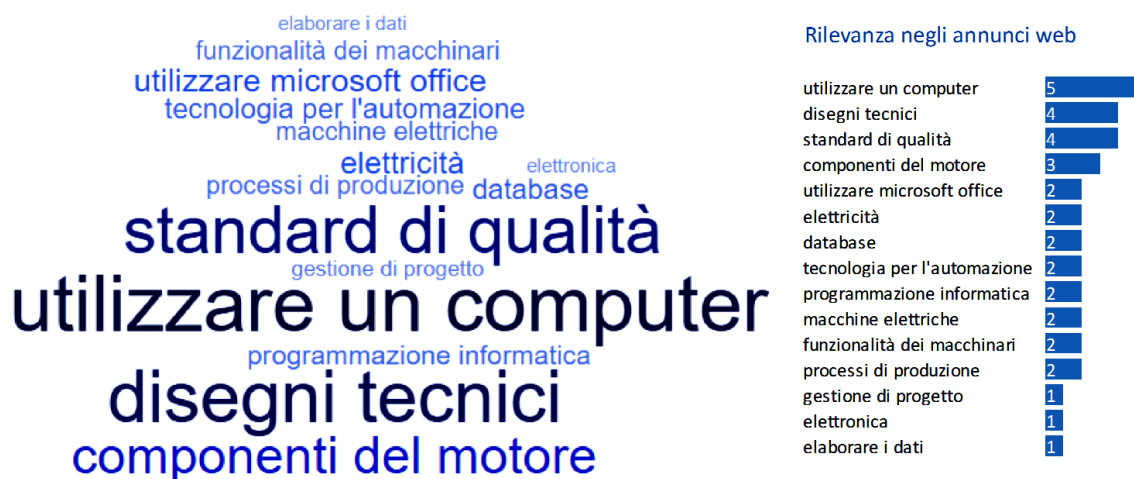 elaborare i dati
funzionalità dei macchinari
utilizzare microsoft office
tecnologia per l'automazione
macchine elettriche
elettricità elettronica
processi di produzione database
standard di qualità
gestione di progetto
utilizzare un computer
programmazione informatica
disegni tecnici
componenti del motore
Rilevanza negli annunci web
utilizzare un computer 5
disegni tecnici 4
standard di qualità 4
componenti del motore 3
utilizzare microsoft office 2
elettricità 2
database 2
tecnologia per l'automazione 2
programmazione informatica 2
macchine elettriche 2
funzionalità dei macchinari 2
processi di produzione 2
gestione di progetto 1
elettronica 1
elaborare i dati 1